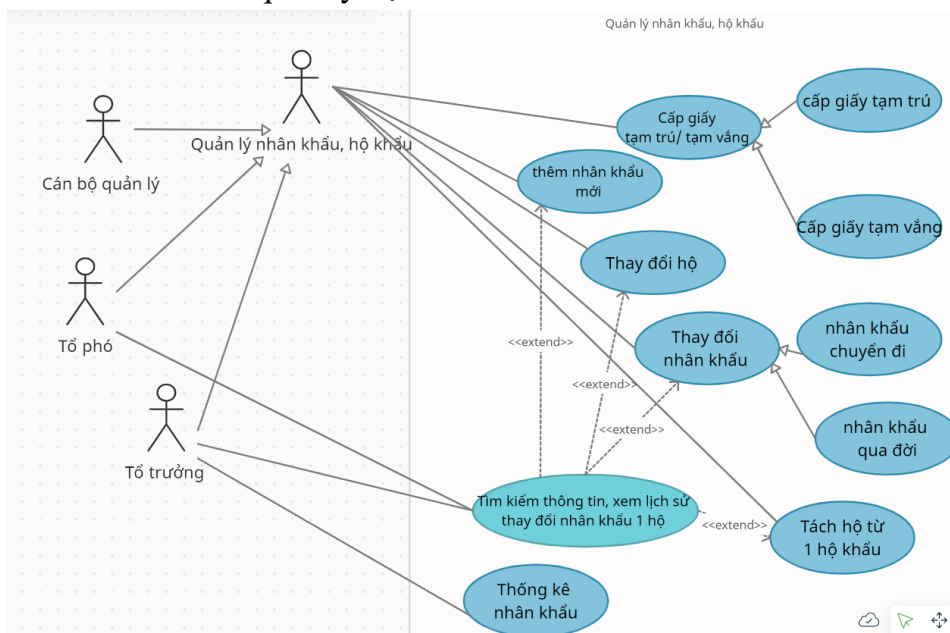 Quản lý nhân khẩu, hộ khẩu
Quản lý nhân khẩu, hộ khẩu
Cán bộ quản lý
Tổ phó
Tổ trưởng
Cấp giấy
tạm trú/ tạm vắng
cấp giấy tạm trú
thêm nhân khẩu
mới
Cấp giấy tạm vắng
Thay đổi hộ
Thay đổi
nhân khẩu
nhân khẩu
chuyển đi
<<extend>>
<<extend>>
<<extend>>
nhân khẩu
qua đời
Tìm kiếm thông tin, xem lịch sử
thay đổi nhân khẩu 1 hộ
<<extend>>
Tách hộ từ
1 hộ khẩu
Thống kê
nhân khẩu